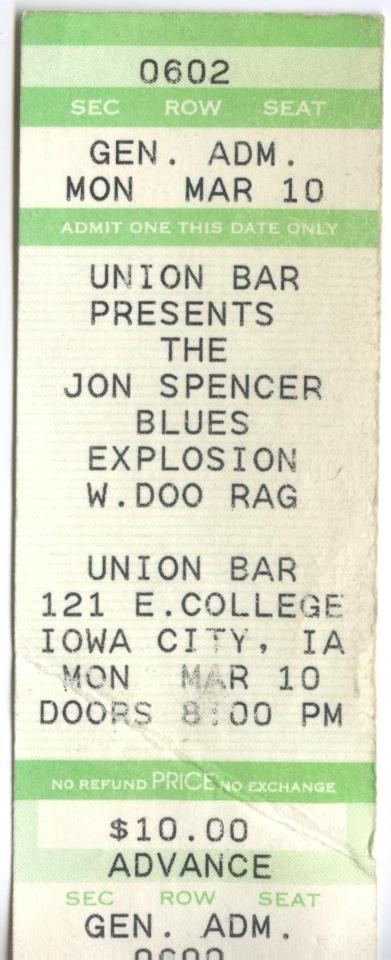 0602
SEC ROW SEAT
GEN. ADM.
MON MAR 10
ADMIT ONE THIS DATE ONLY
UNION BAR
PRESENTS
THE
JON SPENCER
BLUES
EXPLOSION
W.DOO RAG
UNION BAR
121 E.COLLEGE
IOWA CITY, IA
MON MAR 10
DOORS 8:00 PM
NO REFUND PRICE NO EXCHANGE
$10.00
ADVANCE
SEC ROW SEAT
GEN. ADM.